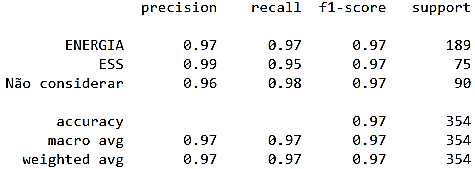 precision recall f1-score support
ENERGIA 0.97 0.97 0.97 189
ESS 0.99 0.95 0.97 75
Não considerar 0.96 0.98 0.97 90
accuracy 0.97 354
macro avg 0.97 0.97 0.97 354
weighted avg 0.97 0.97 0.97 354